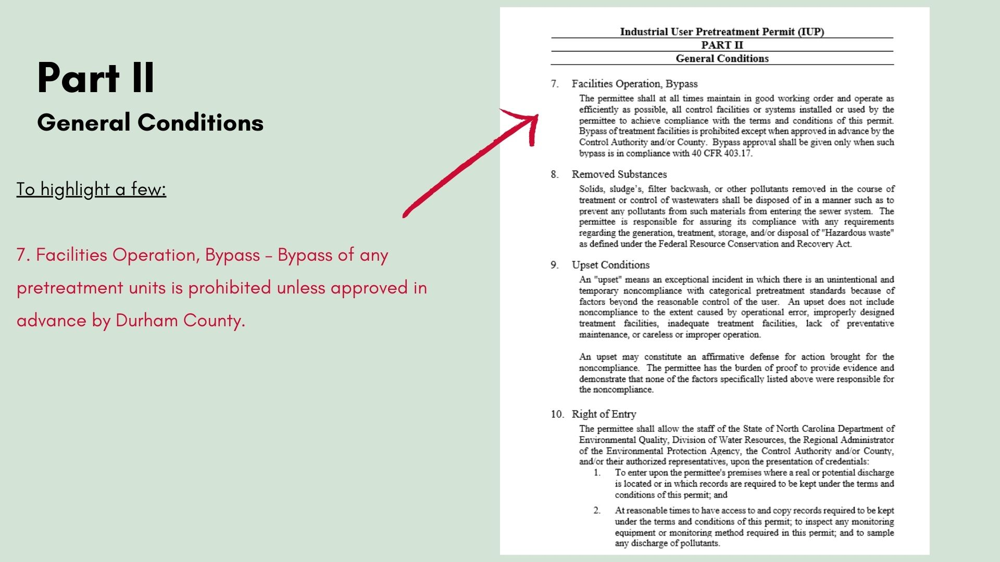 Part II
General Conditions
To highlight a few:
7. Facilities Operation, Bypass – Bypass of any
pretreatment units is prohibited unless approved in
advance by Durham County.
Industrial User Pretreatment Permit (IUP)
PART II
General Conditions
7. Facilities Operation, Bypass
The permittee shall at all times maintain in good working order and operate as
efficiently as possible, all control facilities or systems installed or used by the
permittee to achieve compliance with the terms and conditions of this permit.
Bypass of treatment facilities is prohibited except when approved in advance by the
Control Authority and/or County. Bypass approval shall be given only when such
bypass is in compliance with 40 CFR 403.17.
8. Removed Substances
Solids, sludge's, filter backwash, or other pollutants removed in the course of
treatment or control of wastewaters shall be disposed of in a manner such as to
prevent any pollutants from such materials from entering the sewer system. The
permittee is responsible for assuring its compliance with any requirements
regarding the generation, treatment, storage, and/or disposal of "Hazardous waste"
as defined under the Federal Resource Conservation and Recovery Act.
9. Upset Conditions
An "upset" means an exceptional incident in which there is an unintentional and
temporary noncompliance with categorical pretreatment standards because of
factors beyond the reasonable control of the user. An upset does not include
noncompliance to the extent caused by operational error, improperly designed
treatment facilities, inadequate treatment facilities, lack of preventative
maintenance, or careless or improper operation.
An upset may constitute an affirmative defense for action brought for the
noncompliance. The permittee has the burden of proof to provide evidence and
demonstrate that none of the factors specifically listed above were responsible for
the noncompliance.
10. Right of Entry
The permittee shall allow the staff of the State of North Carolina Department of
Environmental Quality, Division of Water Resources, the Regional Administrator
of the Environmental Protection Agency, the Control Authority and/or County,
and/or their authorized representatives, upon the presentation of credentials:
1. To enter upon the permittee's premises where a real or potential discharge
is located or in which records are required to be kept under the terms and
conditions of this permit; and
2. At reasonable times to have access to and copy records required to be kept
under the terms and conditions of this permit; to inspect any monitoring
equipment or monitoring method required in this permit; and to sample
any discharge of pollutants.